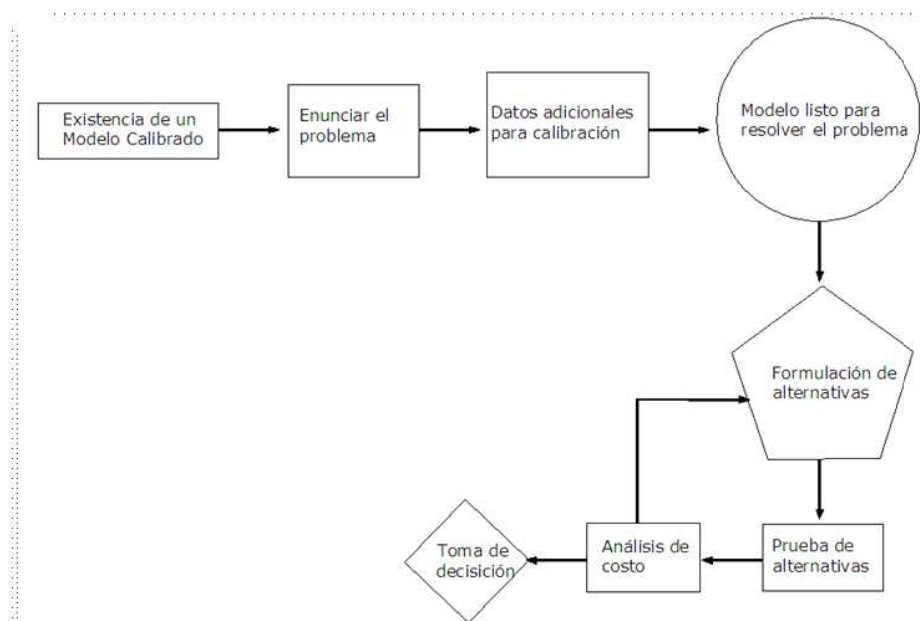 Existencia de un
Modelo Calibrado
Enunciar el
problema
Datos adicionales
para calibración
Modelo listo para
resolver el problema
Formulación de
alternativas
Prueba de
alternativas
Análisis de
costo
Toma de
decisición